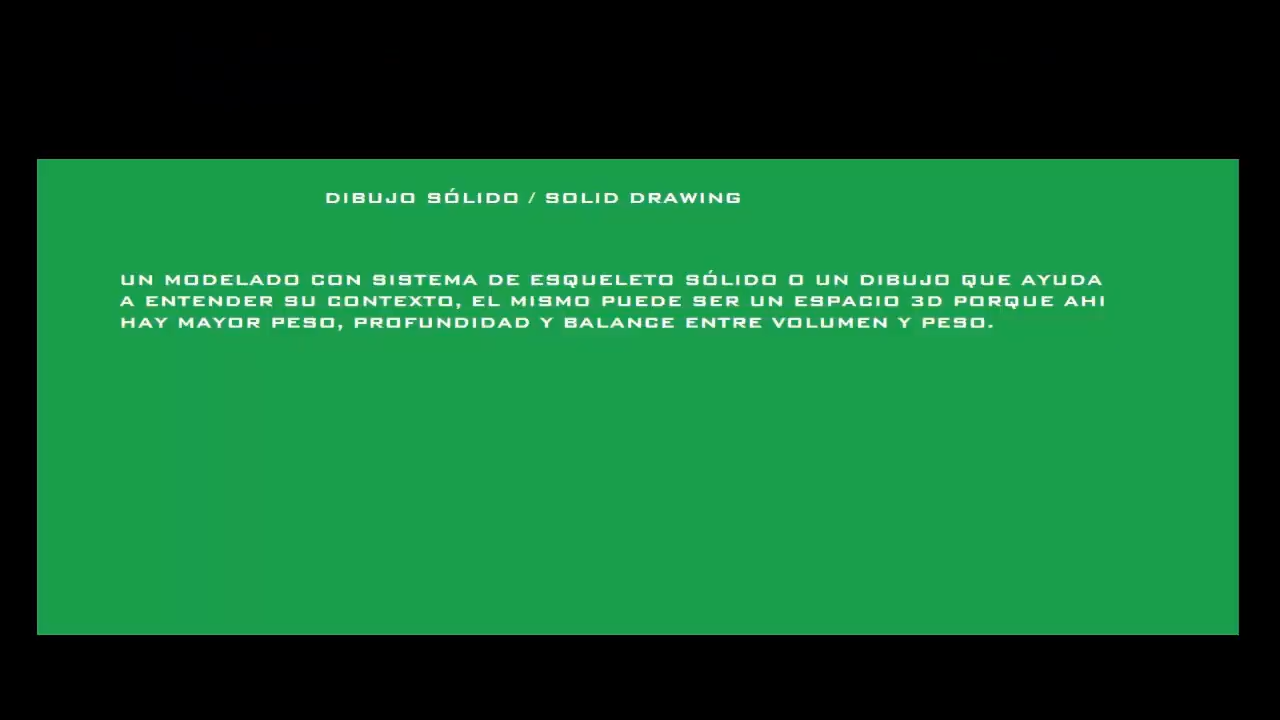 DIBUJO SÓLIDO / SOLID DRAWING
UN MODELADO CON SISTEMA DE ESQUELETO SÓLIDO O UN DIBUJO QUE AYUDA
A ENTENDER SU CONTEXTO, EL MISMO PUEDE SER UN ESPACIO 3D PORQUE AHI
HAY MAYOR PESO, PROFUNDIDAD Y BALANCE ENTRE VOLUMEN Y PESO.